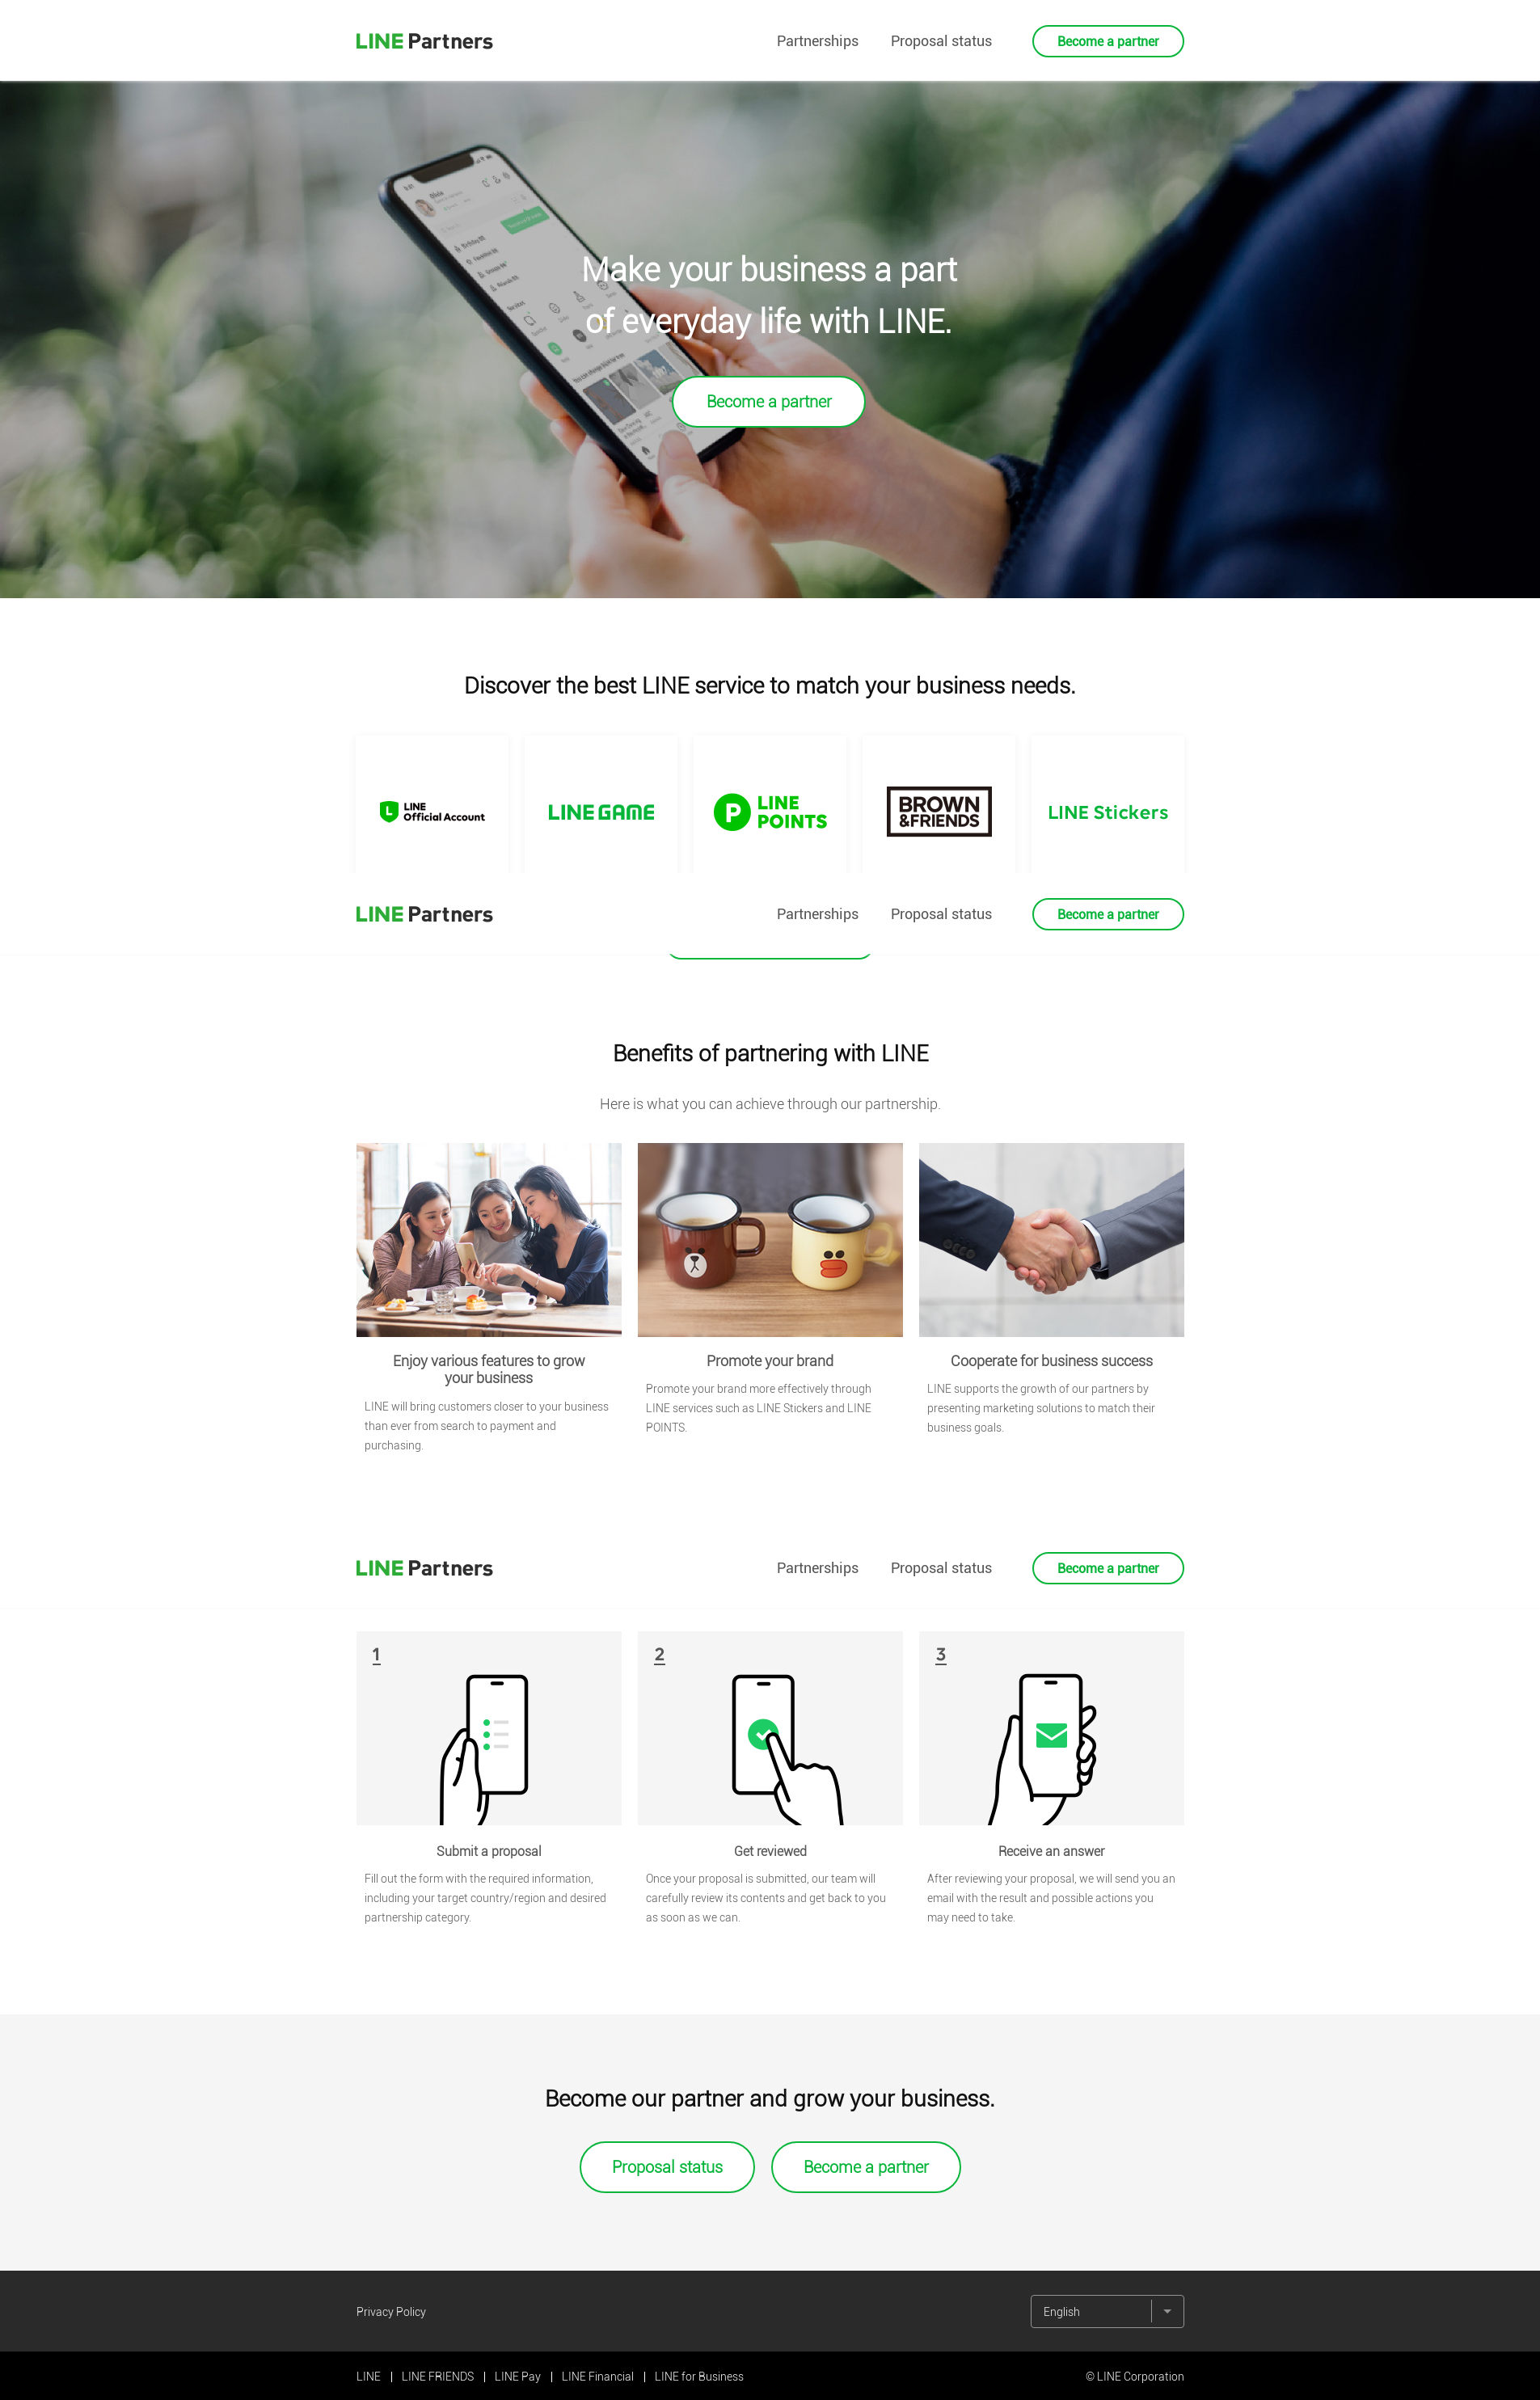 LINE Partners
Partnerships
Proposal status
Become a partner
Make your business a part
of everyday life with LINE.
Become a partner
Discover the best LINE service to match your business needs.
LINE
Official Account
LINE GAME
LINE
POINTS
BROWN
&FRIENDS
LINE Stickers
LINE Partners
Partnerships
Proposal status
Become a partner
Benefits of partnering with LINE
Here is what you can achieve through our partnership.
Enjoy various features to grow
your business
LINE will bring customers closer to your business
than ever from search to payment and
purchasing.
Promote your brand
Promote your brand more effectively through
LINE services such as LINE Stickers and LINE
POINTS.
Cooperate for business success
LINE supports the growth of our partners by
presenting marketing solutions to match their
business goals.
LINE Partners
Partnerships
Proposal status
Become a partner
1
2
3
Submit a proposal
Fill out the form with the required information,
including your target country/region and desired
partnership category.
Get reviewed
Once your proposal is submitted, our team will
carefully review its contents and get back to you
as soon as we can.
Receive an answer
After reviewing your proposal, we will send you an
email with the result and possible actions you
may need to take.
Become our partner and grow your business.
Proposal status
Become a partner
Privacy Policy
English
LINE | LINE FRIENDS | LINE Pay | LINE Financial | LINE for Business
© LINE Corporation